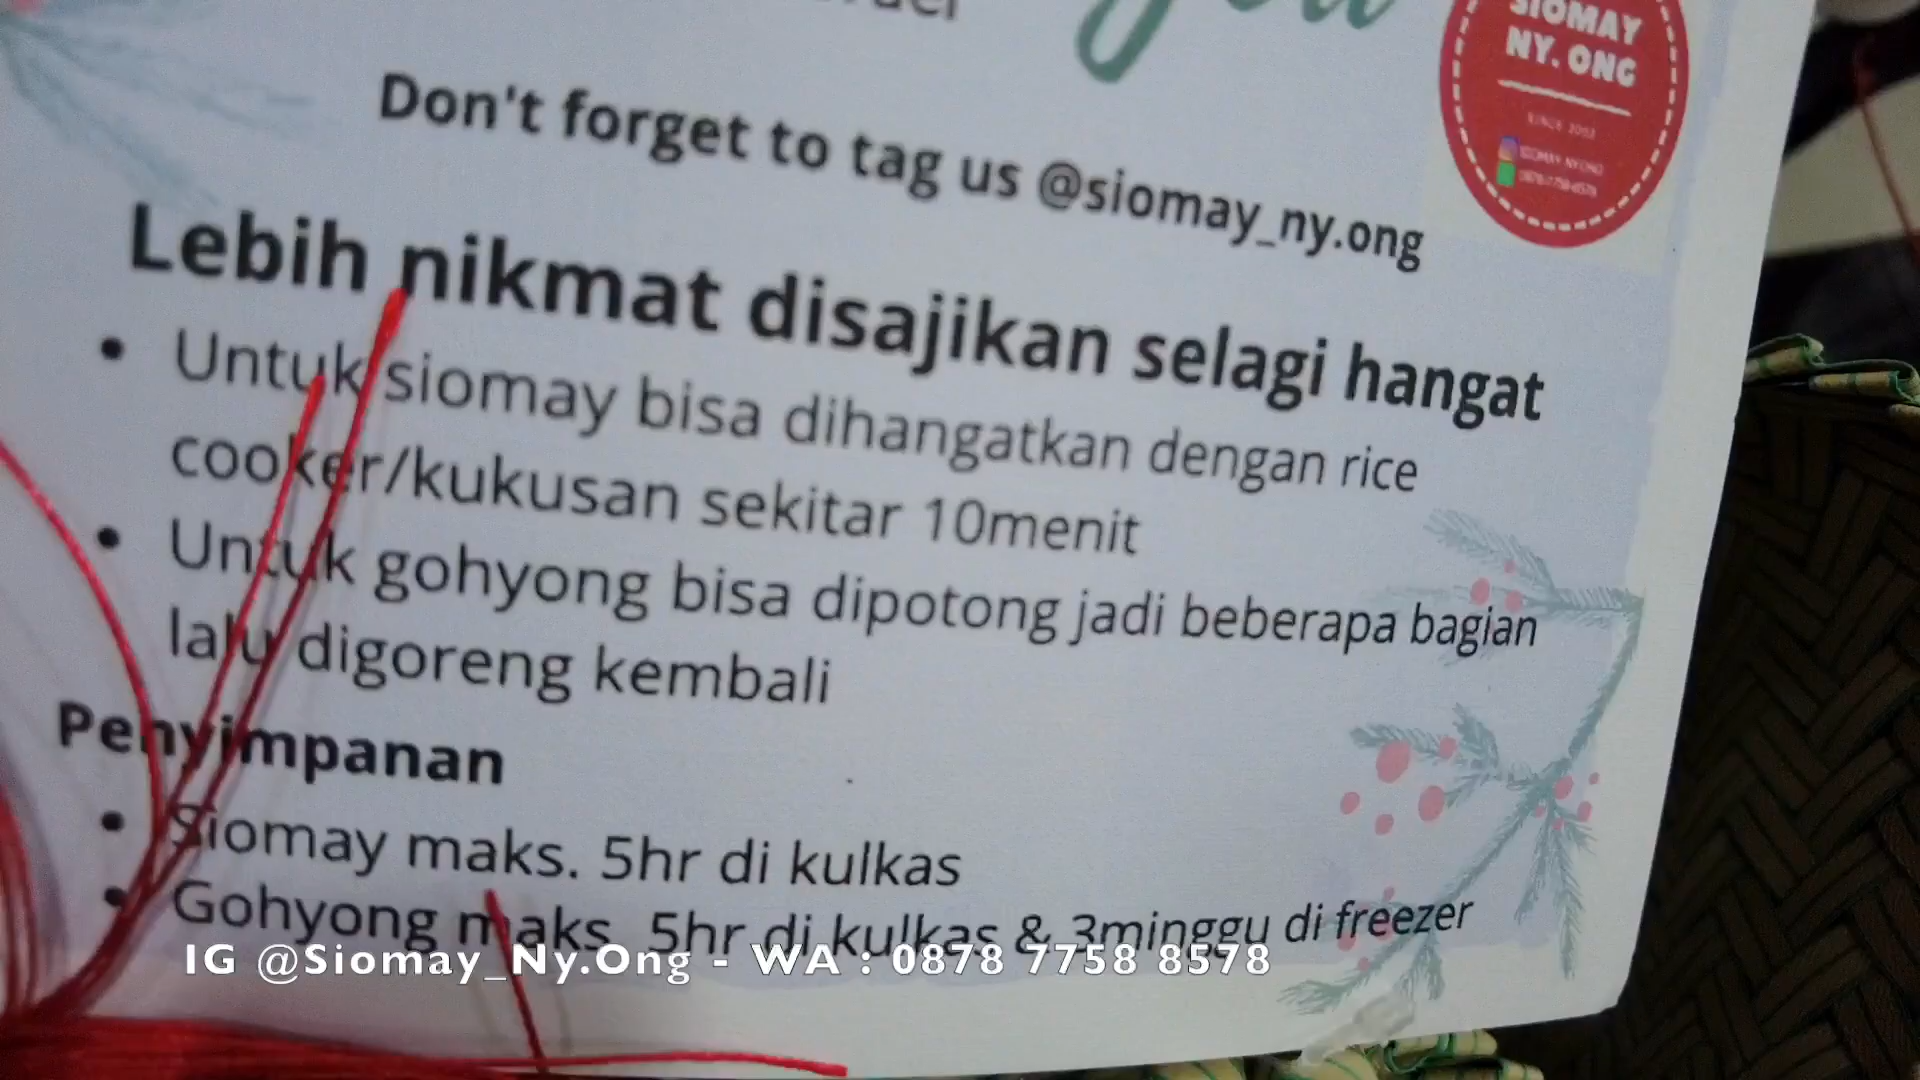 SIOMAY
NY. ONG
SINCE 2002
Don't forget to tag us @siomay_ny.ong
Lebih nikmat disajikan selagi hangat
• Untuk siomay bisa dihangatkan dengan rice
cooker/kukusan sekitar 10menit
• Untuk gohyong bisa dipotong jadi beberapa bagian
lalu digoreng kembali
Penyimpanan
• Siomay maks. 5hr di kulkas
• Gohyong maks. 5hr di kulkas & 3minggu di freezer
IG @Siomay_Ny.Ong - WA : 0878 7758 8578